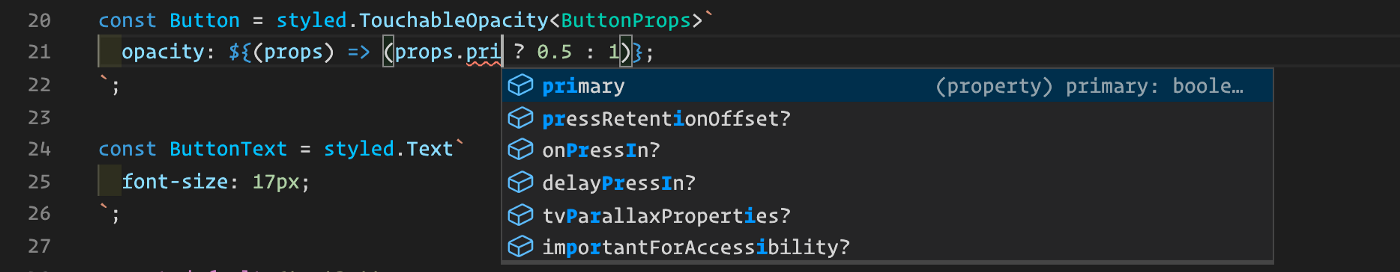 20 const Button = styled.TouchableOpacity<ButtonProps>`
21 opacity: ${(props) => (props.pri ? 0.5 : 1)};
22 `;
primary (property) primary: boole…
pressRetentionOffset?
onPressIn?
delayPressIn?
tvParallaxProperties?
importantForAccessibility?
23
24 const ButtonText = styled.Text`
25 font-size: 17px;
26 `;
27